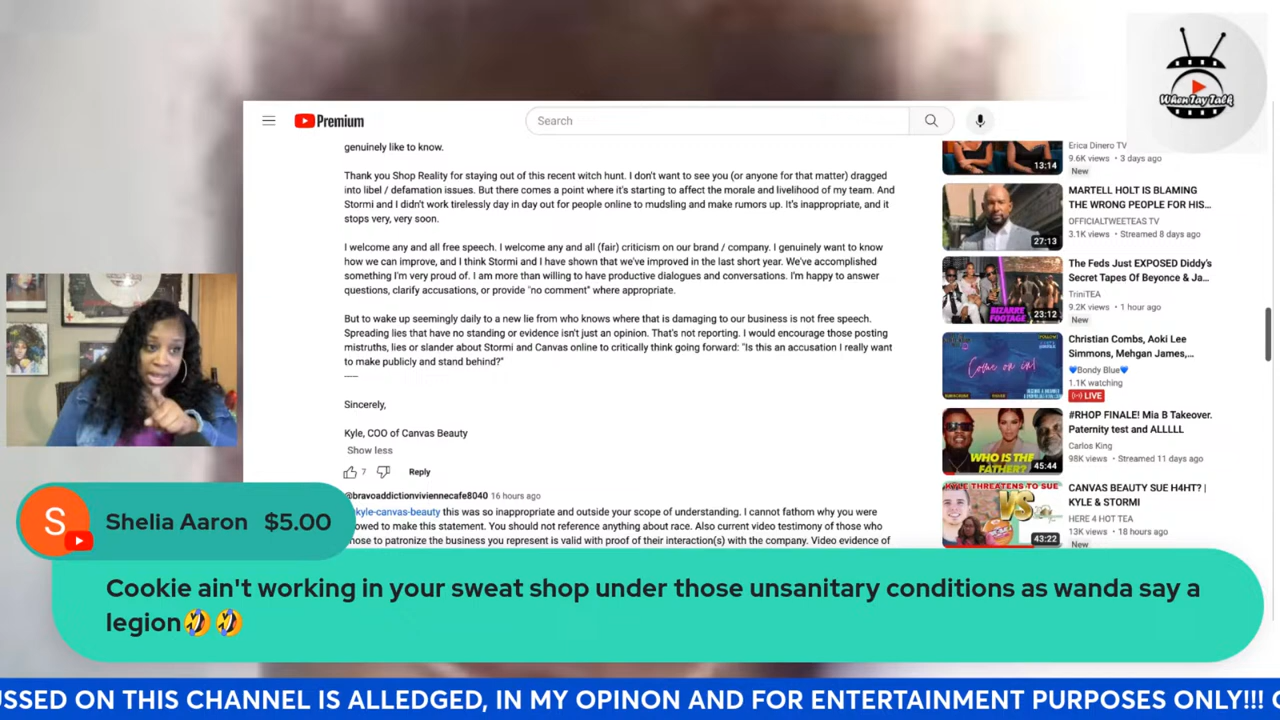 WhenTayTalk
Premium
Search
genuinely like to know.
Thank you Shop Reality for staying out of this recent witch hunt. I don't want to see you (or anyone for that matter) dragged
into libel / defamation issues. But there comes a point where it's starting to affect the morale and livelihood of my team. And
Stormi and I didn't work tirelessly day in day out for people online to mudsling and make rumors up. It's inappropriate, and it
stops very, very soon.
I welcome any and all free speech. I welcome any and all (fair) criticism on our brand / company. I genuinely want to know
how we can improve, and I think Stormi and I have shown that we've improved in the last short year. We've accomplished
something I'm very proud of. I am more than willing to have productive dialogues and conversations. I'm happy to answer
questions, clarify accusations, or provide "no comment" where appropriate.
But to wake up seemingly daily to a new lie from who knows where that is damaging to our business is not free speech.
Spreading lies that have no standing or evidence isn't just an opinion. That's not reporting. I would encourage those posting
mistruths, lies or slander about Stormi and Canvas online to critically think going forward: "Is this an accusation I really want
to make publicly and stand behind?"
----
Sincerely,
Kyle, COO of Canvas Beauty
Show less
7
Reply
@bravoaddictionviviennecafe8040 16 hours ago
kyle-canvas-beauty this was so inappropriate and outside your scope of understanding. I cannot fathom why you were
owed to make this statement. You should not reference anything about race. Also current video testimony of those who
hose to patronize the business you represent is valid with proof of their interaction(s) with the company. Video evidence of
13:14
Erica Dinero TV
9.6K views • 3 days ago
New
27:13
MARTELL HOLT IS BLAMING
THE WRONG PEOPLE FOR HIS...
OFFICIALTWEETEAS TV
3.1K views • Streamed 8 days ago
BIZARRE
FOOTAGE
23:12
The Feds Just EXPOSED Diddy's
Secret Tapes Of Beyonce & Ja...
TriniTEA
9.2K views • 1 hour ago
New
Come on in!
Christian Combs, Aoki Lee
Simmons, Mehgan James,...
💙Bondy Blue💙
1.1K watching
LIVE
WHO IS THE
FATHER?
45:44
#RHOP FINALE! Mia B Takeover.
Paternity test and ALLLLL
Carlos King
98K views • Streamed 11 days ago
KYLE THREATENS TO SUE
VS
43:22
CANVAS BEAUTY SUE H4HT? |
KYLE & STORMI
HERE 4 HOT TEA
13K views • 18 hours ago
New
S
Shelia Aaron $5.00
Cookie ain't working in your sweat shop under those unsanitary conditions as wanda say a
legion🤣🤣
USSED ON THIS CHANNEL IS ALLEDGED, IN MY OPINON AND FOR ENTERTAINMENT PURPOSES ONLY!!!